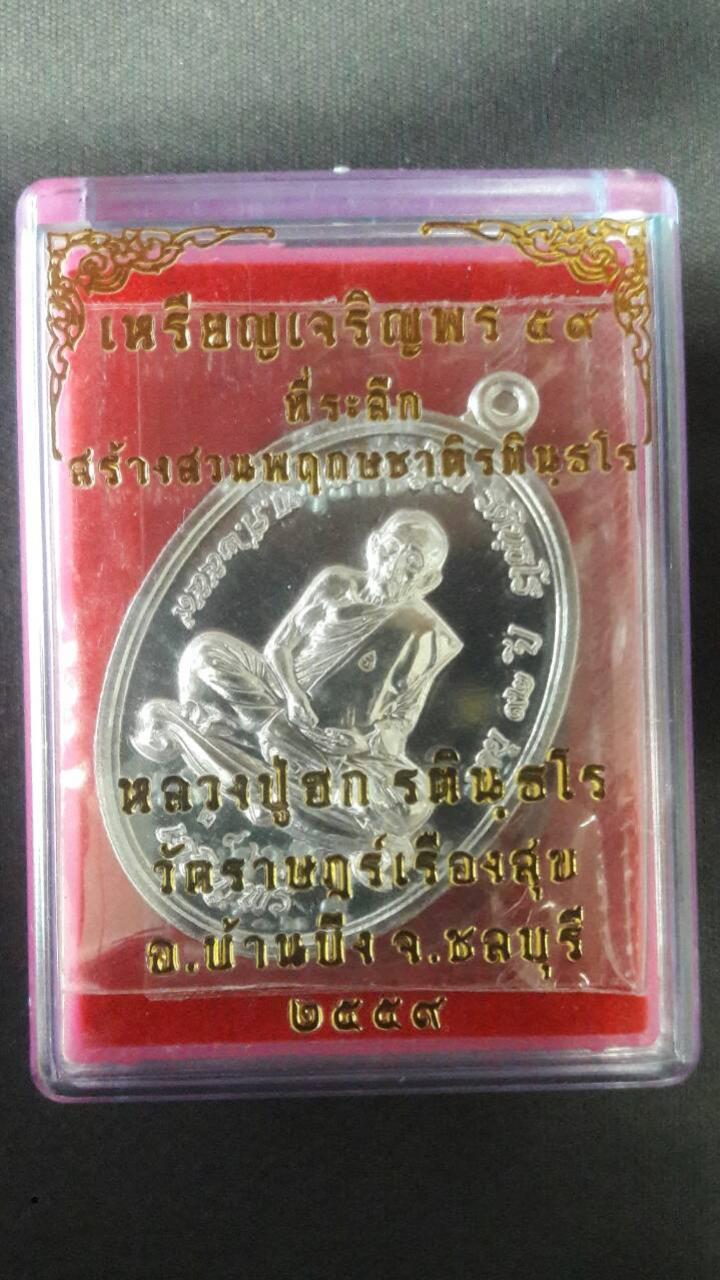 เหรียญเจริญพร ๕๙
ที่ระลึก
สร้างสวนพฤกษชาติรตินฺธโร
หลวงปู่ฮก รตินฺธโร
วัดราษฎร์เรืองสุข
อ.บ้านบึง จ.ชลบุรี
๒๕๕๙